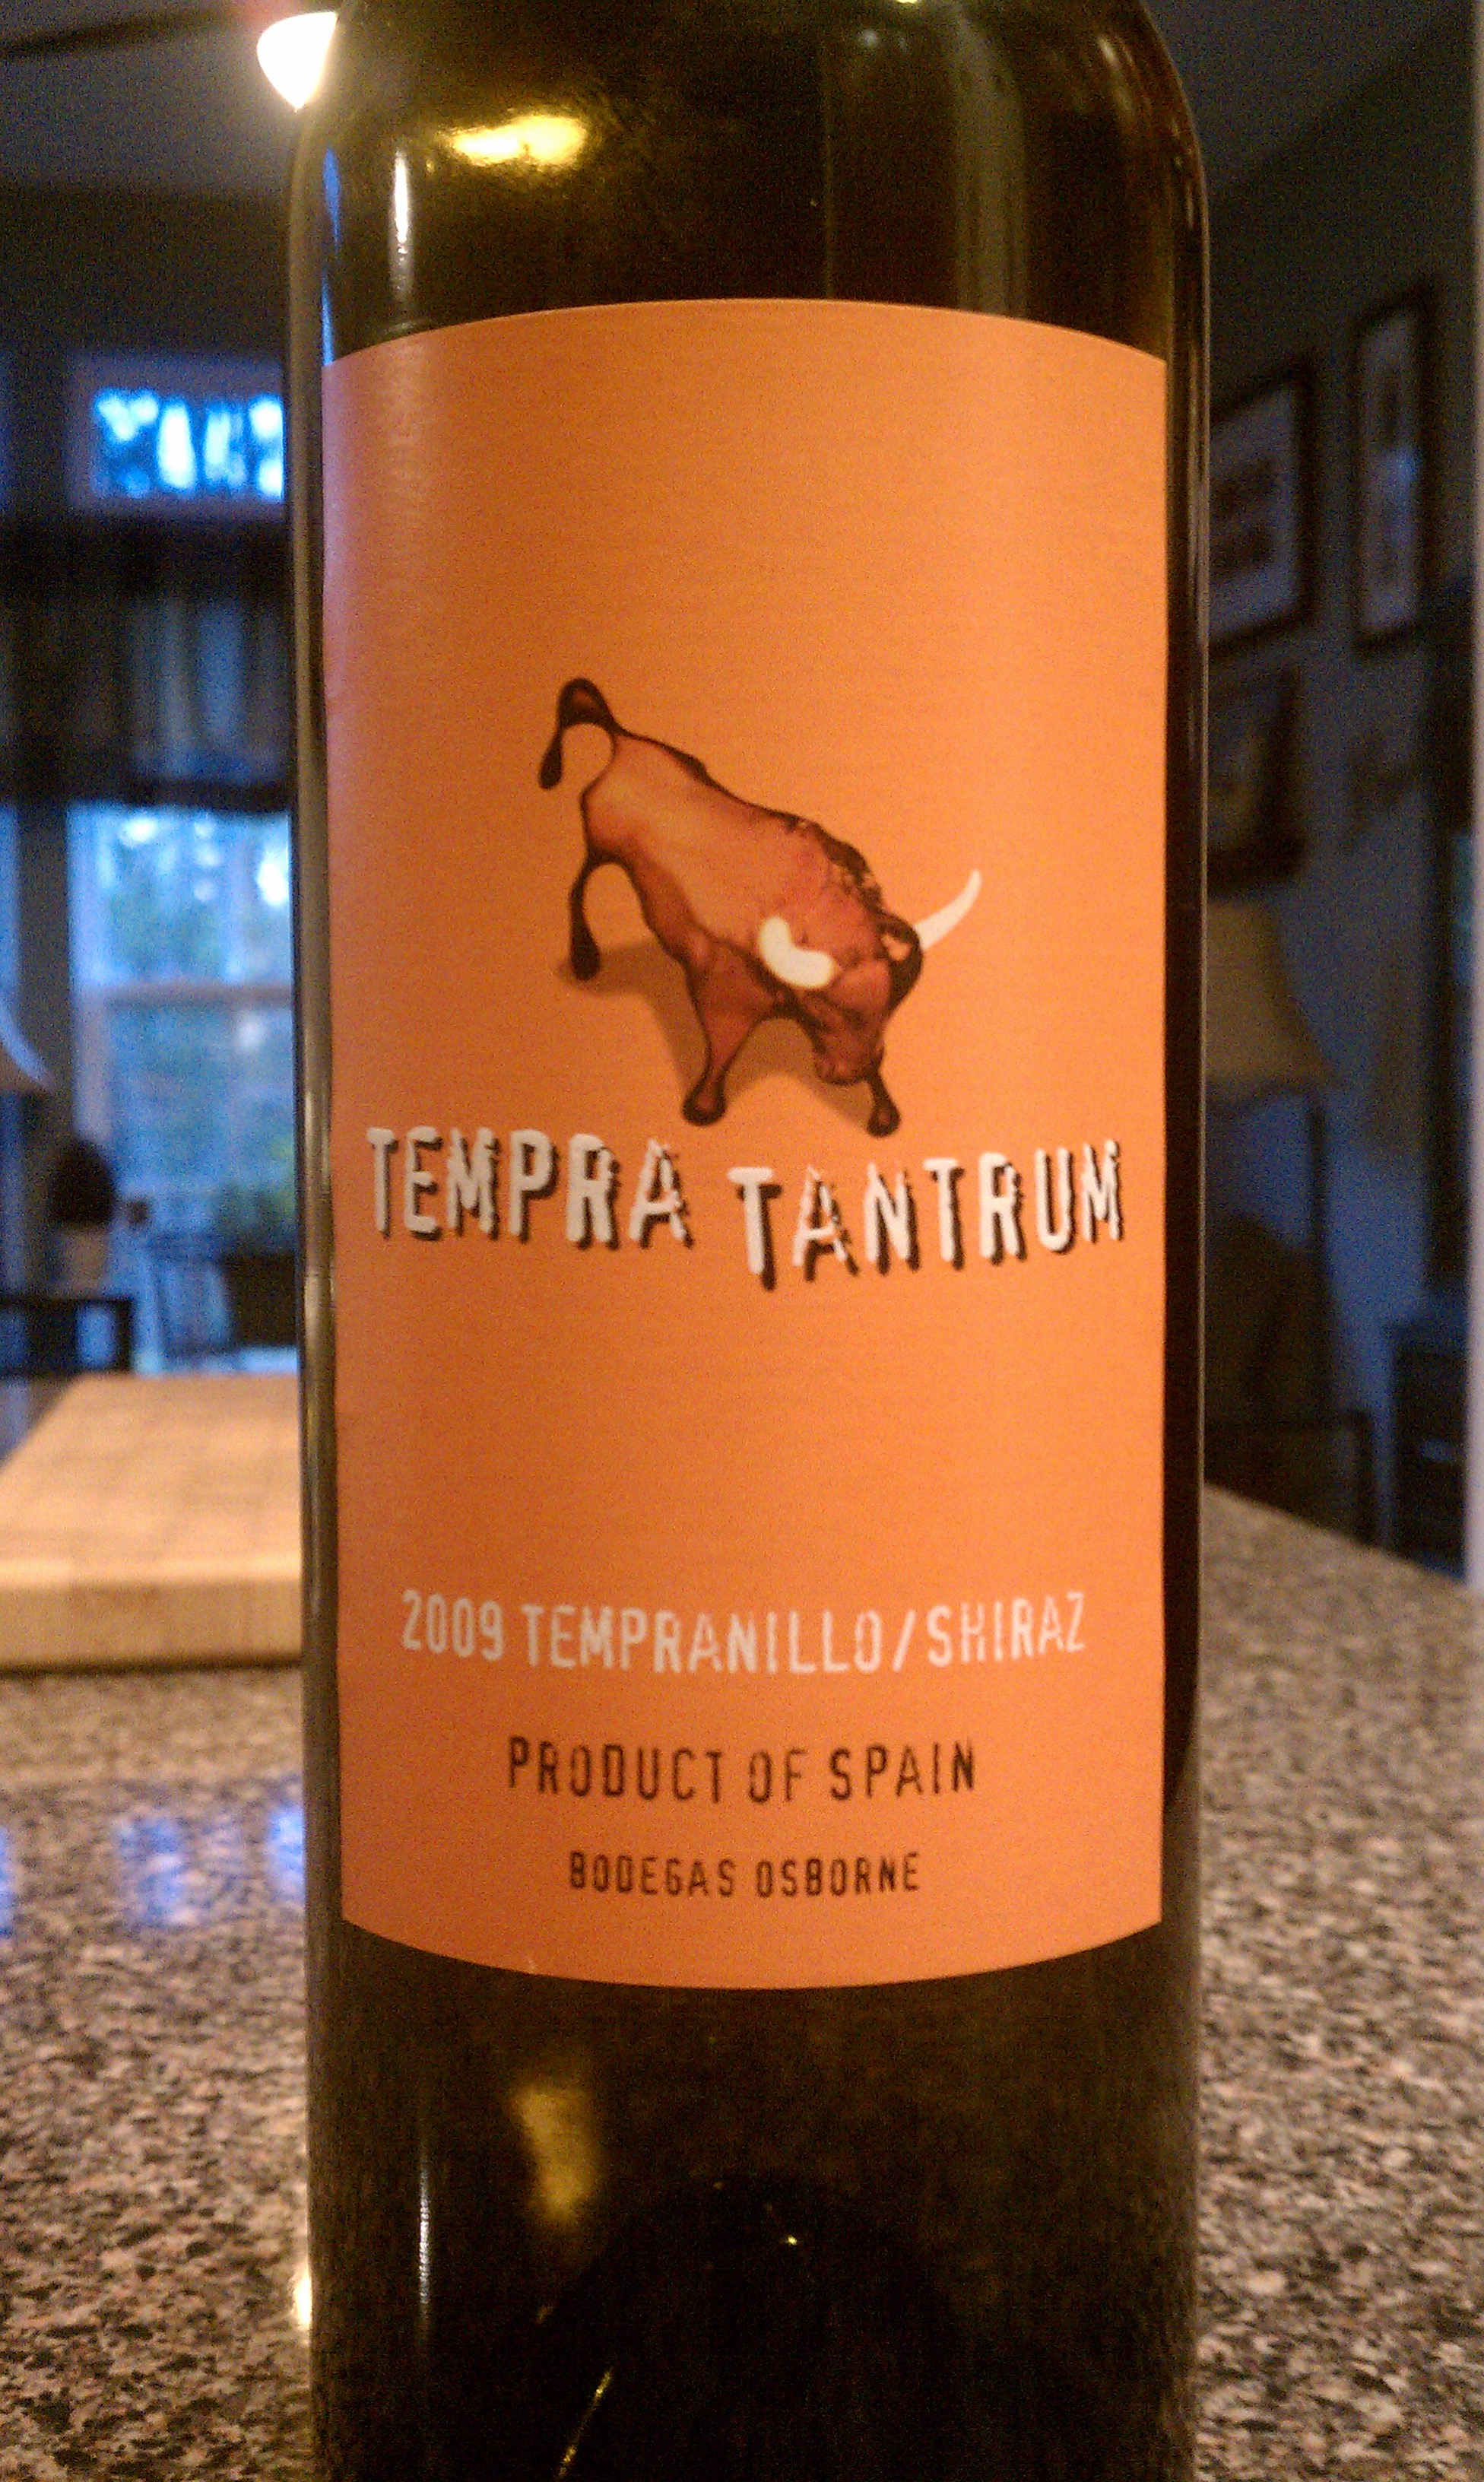 TEMPRA TANTRUM
2009 TEMPRANILLO/SHIRAZ
PRODUCT OF SPAIN
BODEGAS OSBORNE